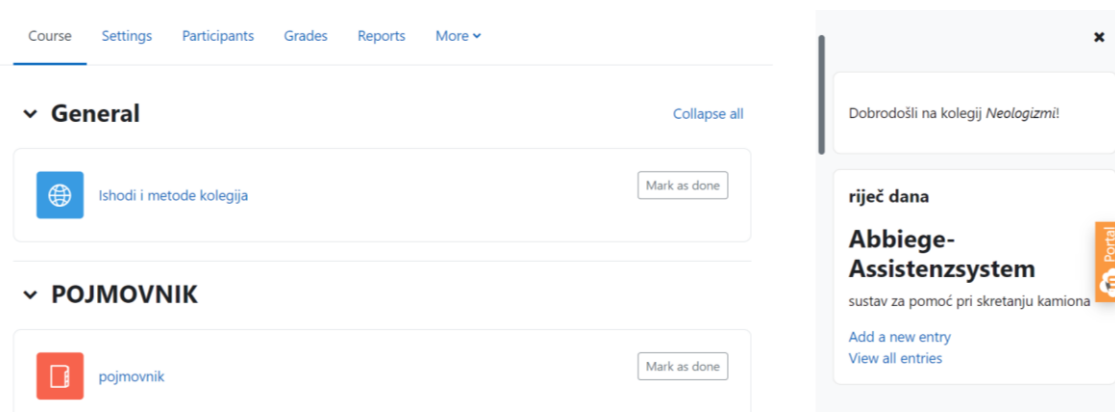 Course Settings Participants Grades Reports More
General
Collapse all
Ishodi i metode kolegija
Mark as done
POJMOVNIK
pojmovnik
Mark as done
Dobrodošli na kolegij Neologizmi!
riječ dana
Abbiege-
Assistenzsystem
sustav za pomoć pri skretanju kamiona
Add a new entry
View all entries
Portal